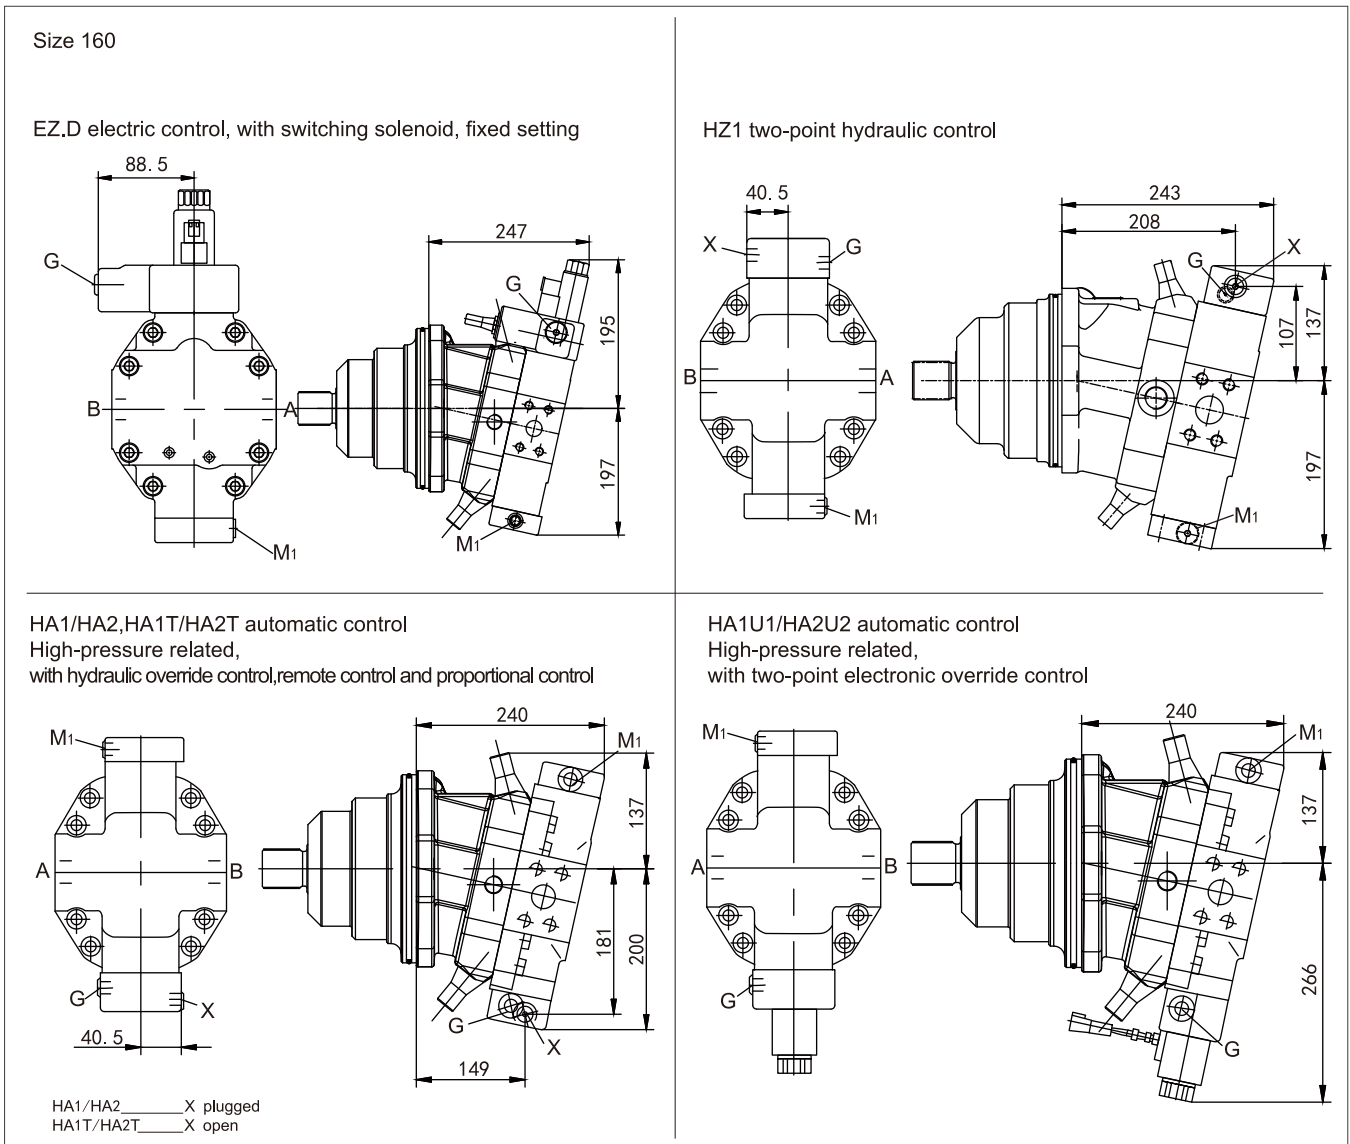 Size 160
EZ.D electric control, with switching solenoid, fixed setting
88.5
G
B
A
M1
247
G
195
197
M1
HZ1 two-point hydraulic control
40.5
X
G
B
A
M1
243
208
G
X
107
137
197
M1
HA1/HA2,HA1T/HA2T automatic control
High-pressure related,
with hydraulic override control,remote control and proportional control
M1
A
B
G
X
40.5
240
M1
137
181
200
G
X
149
HA1/HA2_______X plugged
HA1T/HA2T_____X open
HA1U1/HA2U2 automatic control
High-pressure related,
with two-point electronic override control
M1
A
B
G
240
M1
137
266
G